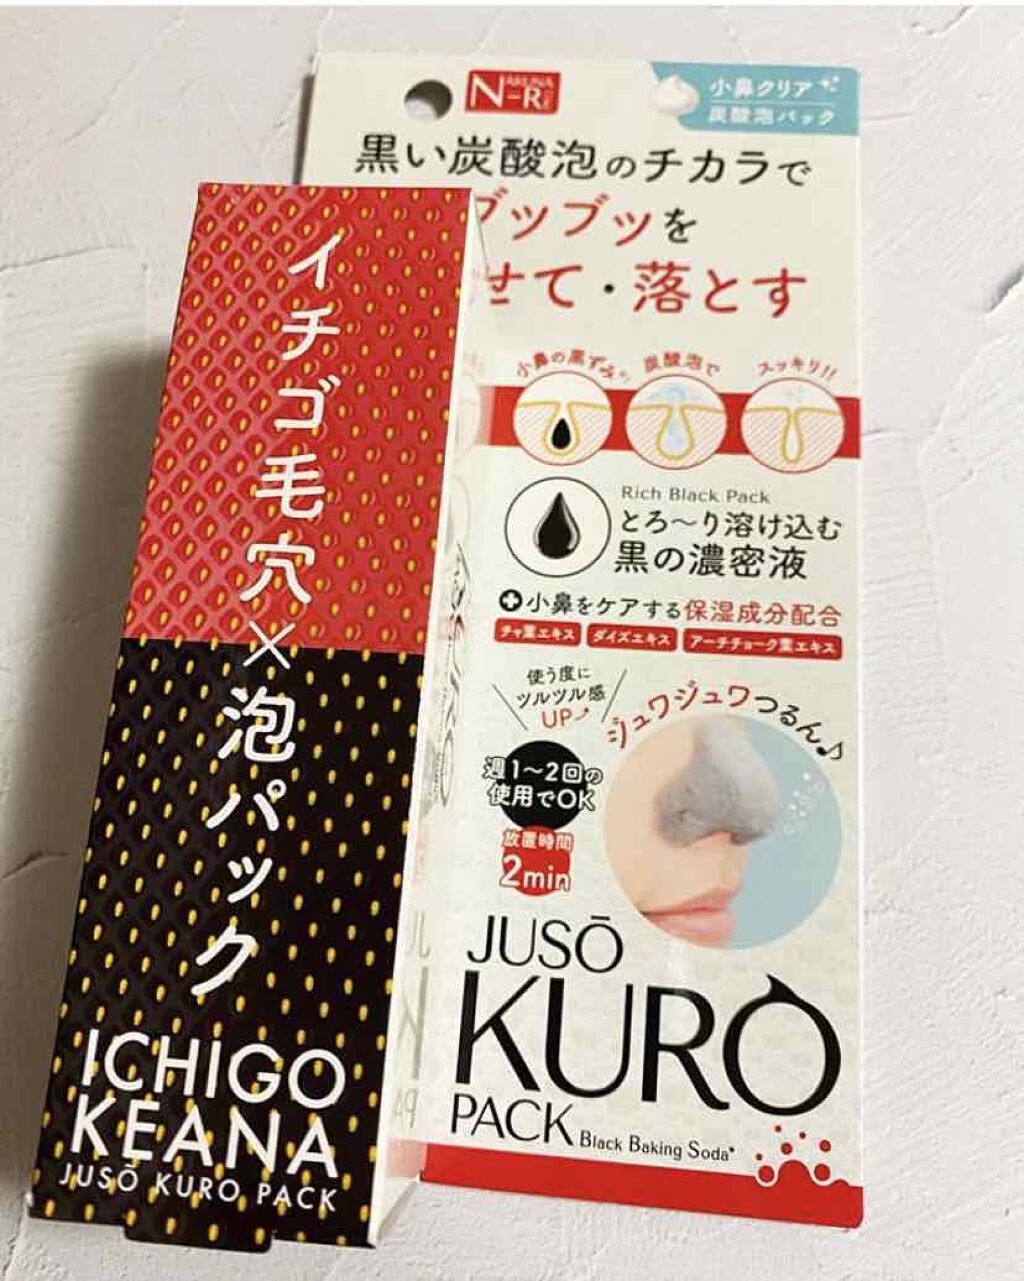 イチゴ毛穴×泡パック
ICHIGO
KEANA
JUSŌ KURO PACK
N ARUNA
-R
小鼻クリア
炭酸泡パック
黒い炭酸泡のチカラで
ブツブツを
せて・落とす
小鼻の黒ずみ
炭酸泡で
スッキリ!!
Rich Black Pack
とろ〜り溶け込む
黒の濃密液
+小鼻をケアする保湿成分配合
チャ葉エキス ダイズエキス アーチチョーク葉エキス
使う度に
ツルツル感
UP
ジュワジュワつるん♪
週1〜2回の
使用でOK
放置時間
2min
JUSŌ
KURO
PACK Black Baking Soda*